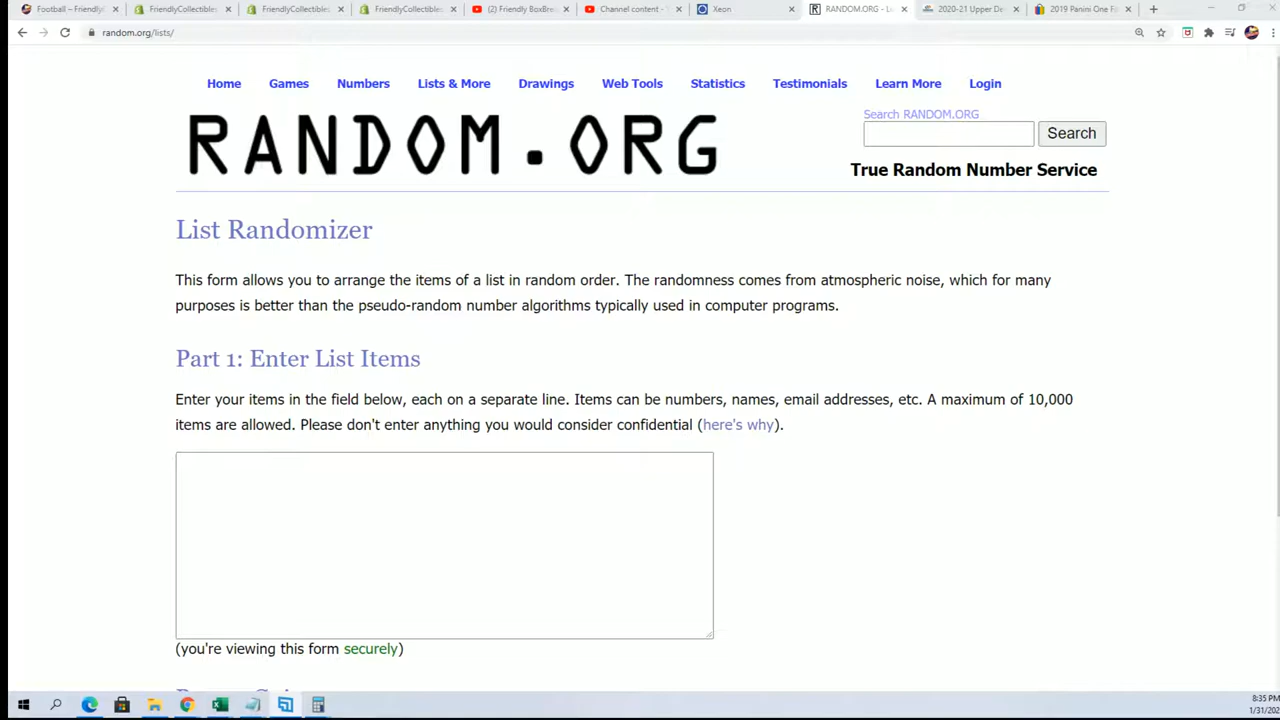 Football – Friendly
FriendlyCollectibles
FriendlyCollectibles
FriendlyCollectibles
(2) Friendly BoxBre
Channel content -
Xeon
RANDOM.ORG - Li
2020-21 Upper De
2019 Panini One F
random.org/lists/
Home Games Numbers Lists & More Drawings Web Tools Statistics Testimonials Learn More Login
Search RANDOM.ORG
RANDOM.ORG
Search
True Random Number Service
List Randomizer
This form allows you to arrange the items of a list in random order. The randomness comes from atmospheric noise, which for many
purposes is better than the pseudo-random number algorithms typically used in computer programs.
Part 1: Enter List Items
Enter your items in the field below, each on a separate line. Items can be numbers, names, email addresses, etc. A maximum of 10,000
items are allowed. Please don't enter anything you would consider confidential (here's why).
(you're viewing this form securely)
8:35 PM
1/31/202